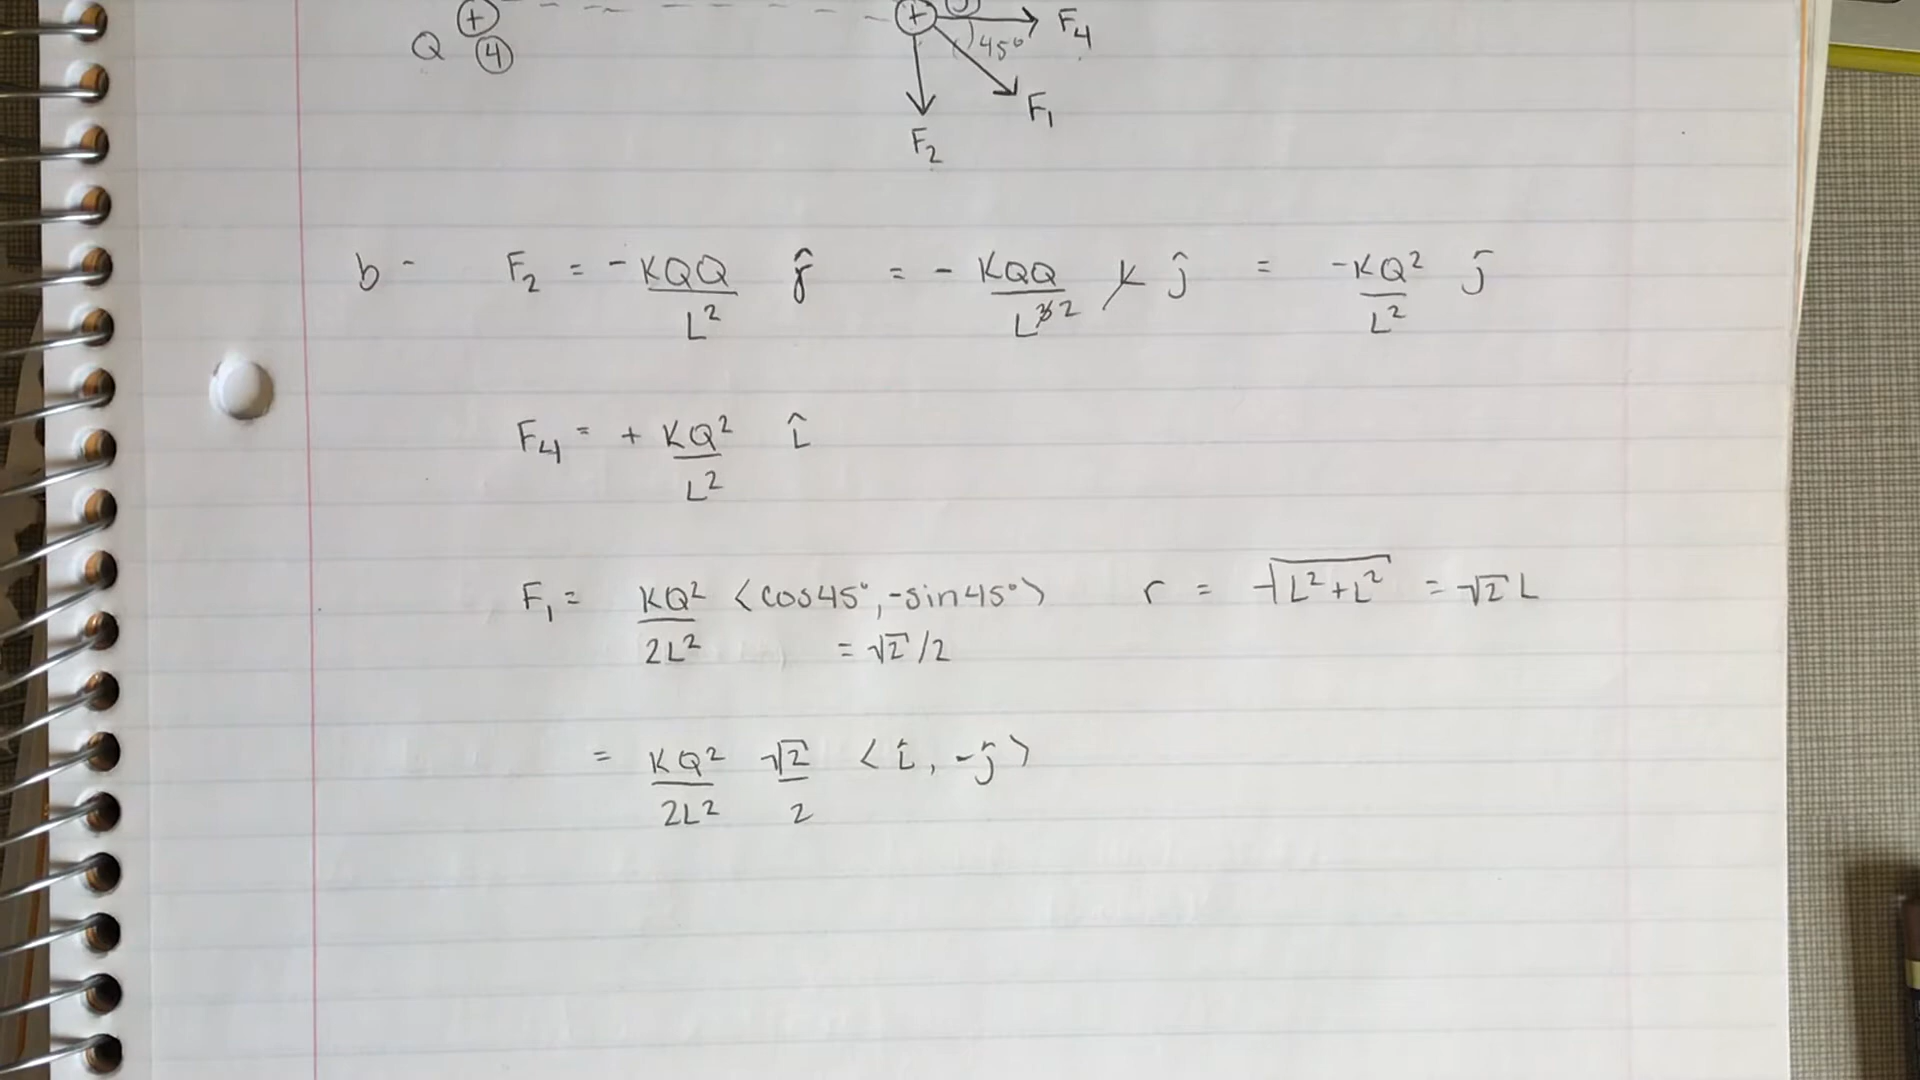 + + F4
Q 4 45° F1
F2
b - F2 = -KQQ/L² ĵ = - KQQ/L³2 L ĵ = -KQ²/L² ĵ
F4 = + KQ²/L² î
F1 = KQ²/2L² <cos45°, -sin45°> r = √L²+L² = √2 L
= √2/2
= KQ²/2L² √2/2 <î, -ĵ>